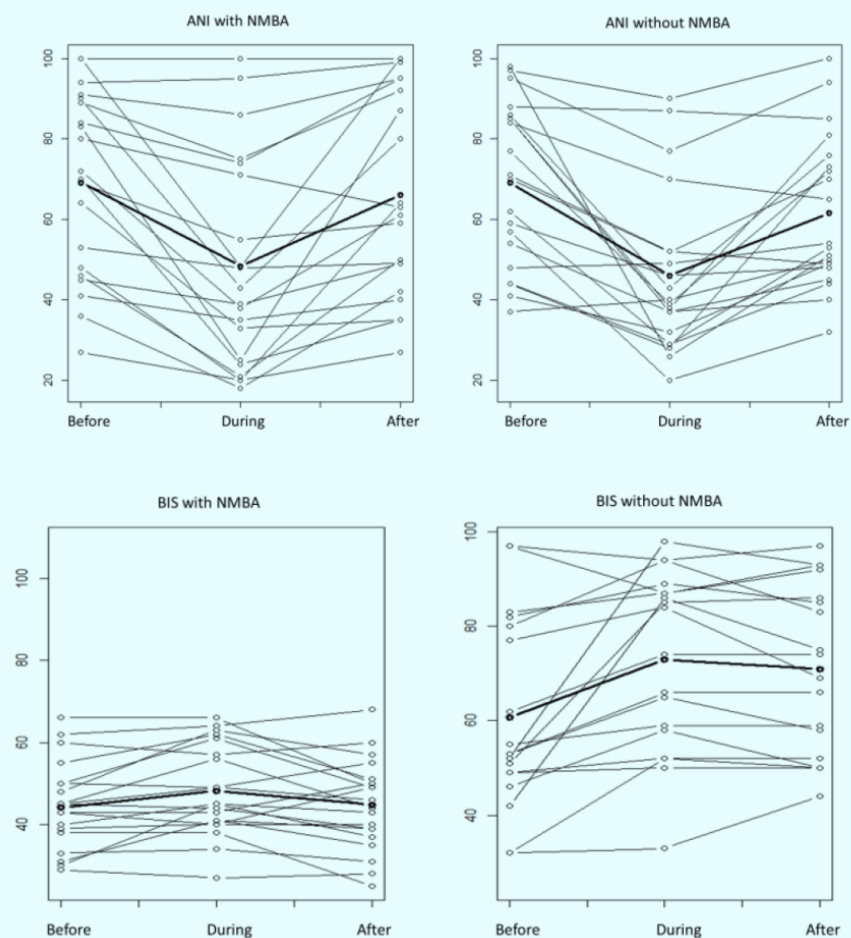 ANI with NMBA
100
80
60
40
20
Before During After
ANI without NMBA
100
80
60
40
20
Before During After
BIS with NMBA
100
80
60
40
Before During After
BIS without NMBA
100
80
60
40
Before During After